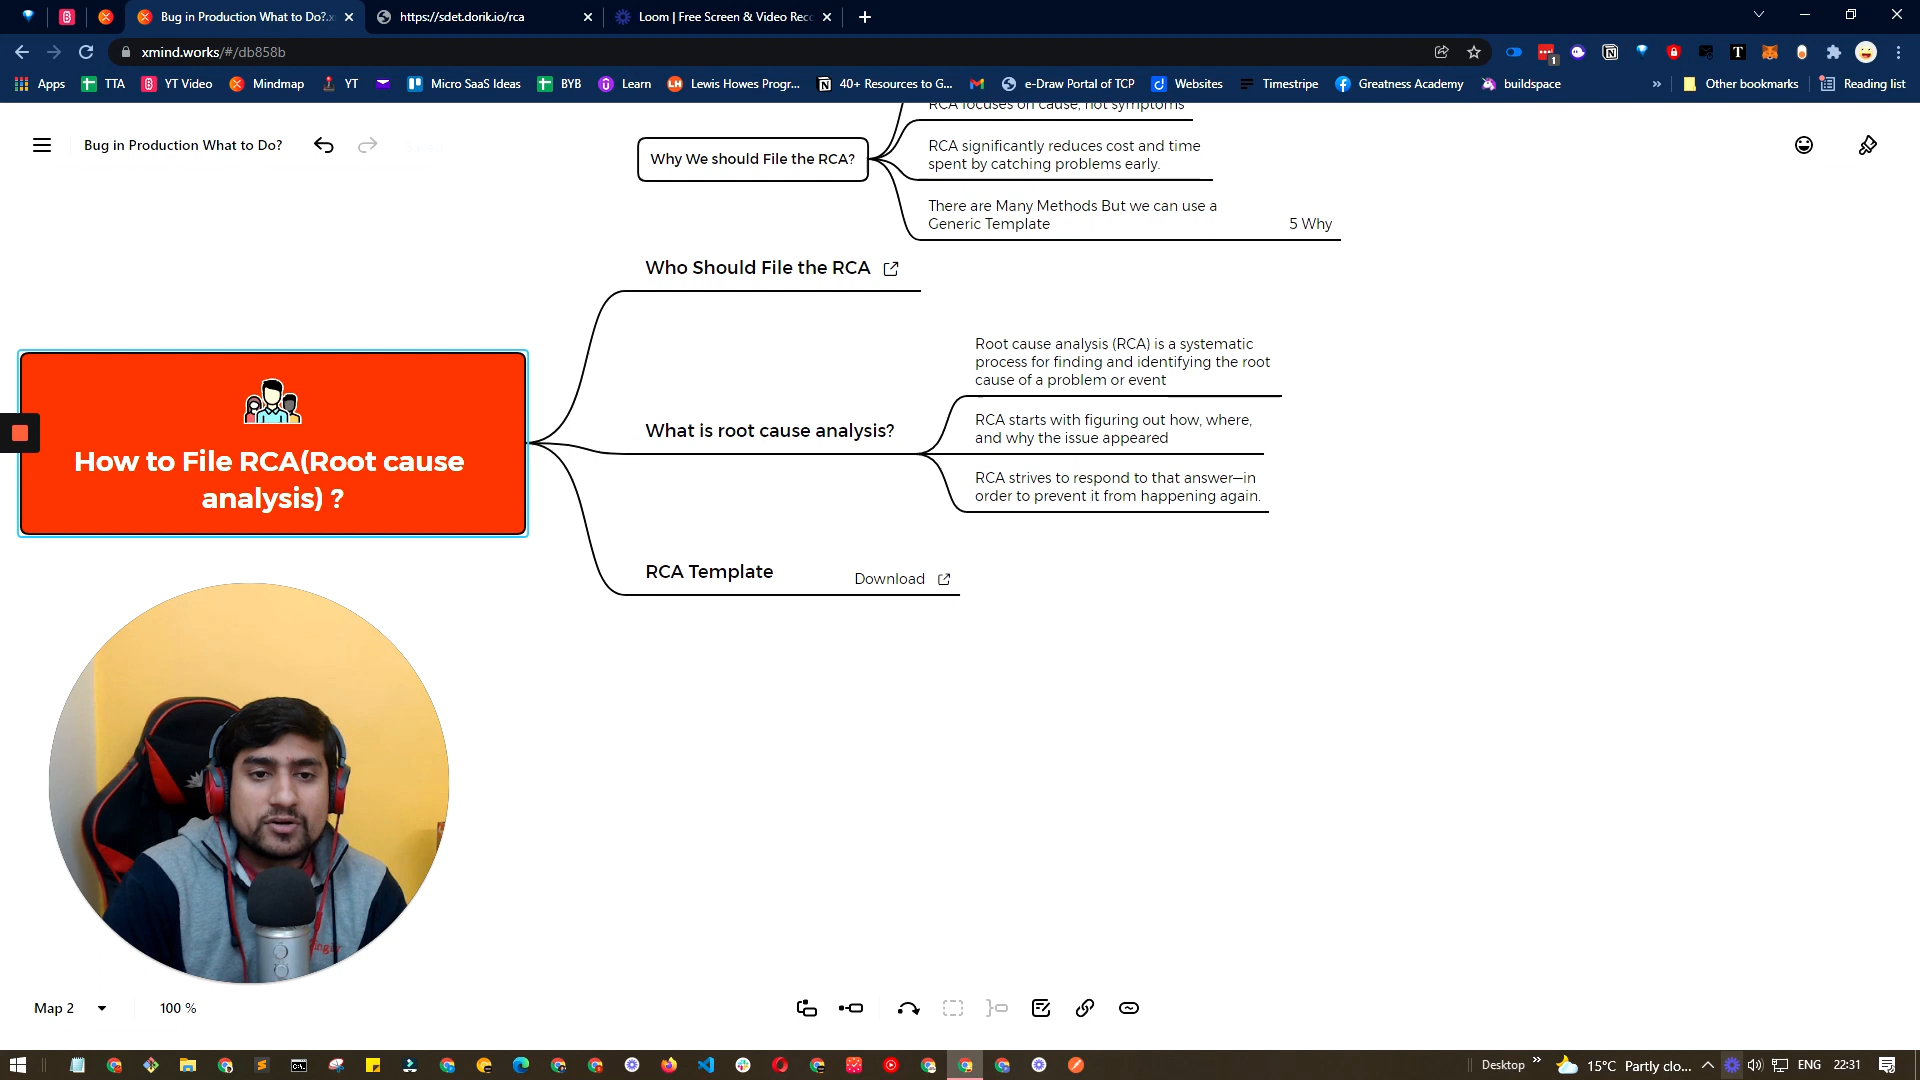 Bug in Production What to Do?.x
https://sdet.dorik.io/rca
Loom | Free Screen & Video Rec
xmind.works/#/db858b
1
Apps
TTA
YT Video
Mindmap
YT
Micro SaaS Ideas
BYB
Learn
Lewis Howes Progr...
40+ Resources to G...
e-Draw Portal of TCP
Websites
Timestripe
Greatness Academy
buildspace
»
Other bookmarks
Reading list
Bug in Production What to Do?
RCA focuses on cause, not symptoms
Why We should File the RCA?
RCA significantly reduces cost and time
spent by catching problems early.
There are Many Methods But we can use a
Generic Template
5 Why
Who Should File the RCA
Root cause analysis (RCA) is a systematic
process for finding and identifying the root
cause of a problem or event
What is root cause analysis?
RCA starts with figuring out how, where,
and why the issue appeared
RCA strives to respond to that answer—in
order to prevent it from happening again.
How to File RCA(Root cause
analysis) ?
RCA Template
Download
Map 2
100 %
Desktop
15°C Partly clo...
ENG
22:31